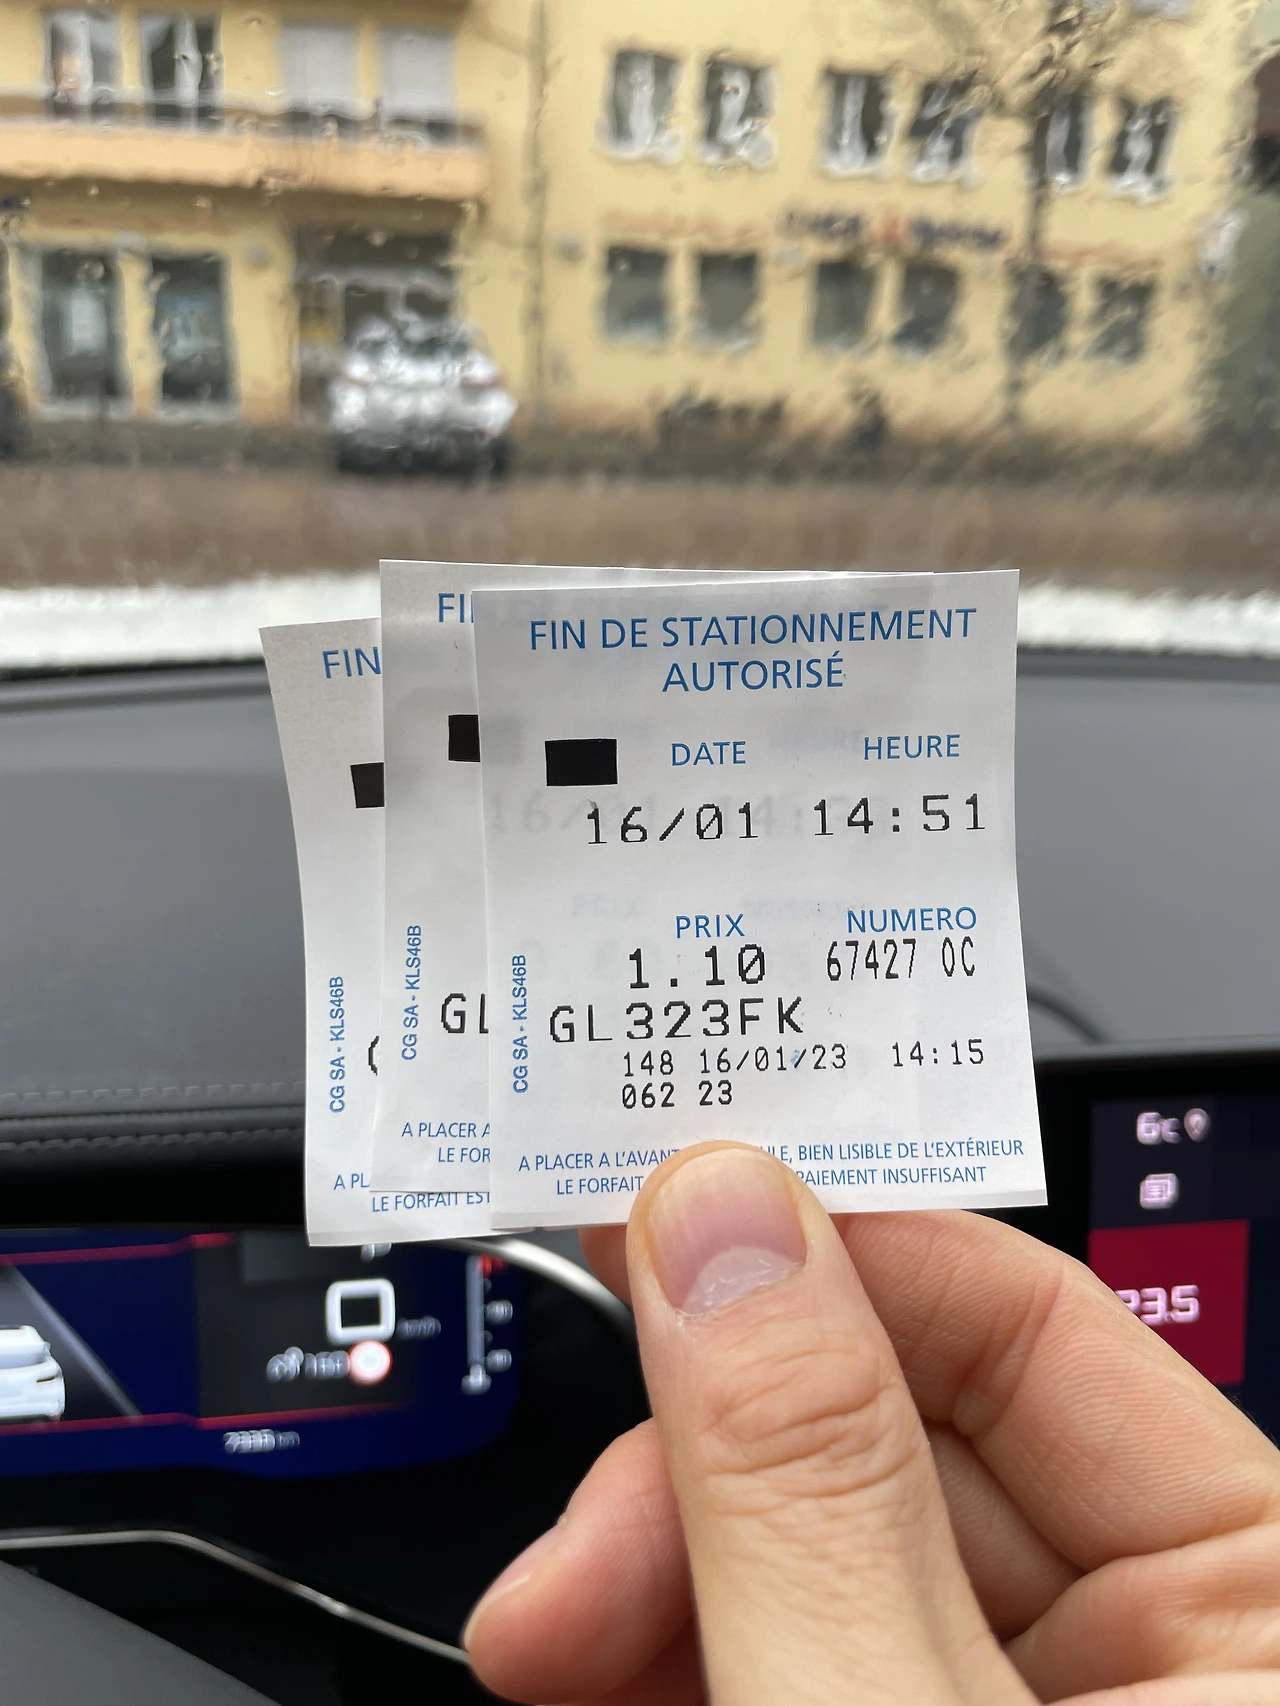 FIN DE STATIONNEMENT
AUTORISÉ
DATE HEURE
16/01 14:51
PRIX NUMERO
1.10 67427 0C
GL323FK
148 16/01/23 14:15
062 23
CG SA - KLS46B
A PLACER A L'AVANT BIEN LISIBLE DE L'EXTÉRIEUR
LE FORFAIT PAIEMENT INSUFFISANT
FI
GL
CG SA - KLS46B
A PLACER A
LE FOR
FIN
CG SA - KLS46B
A PL
LE FORFAIT EST
23.5